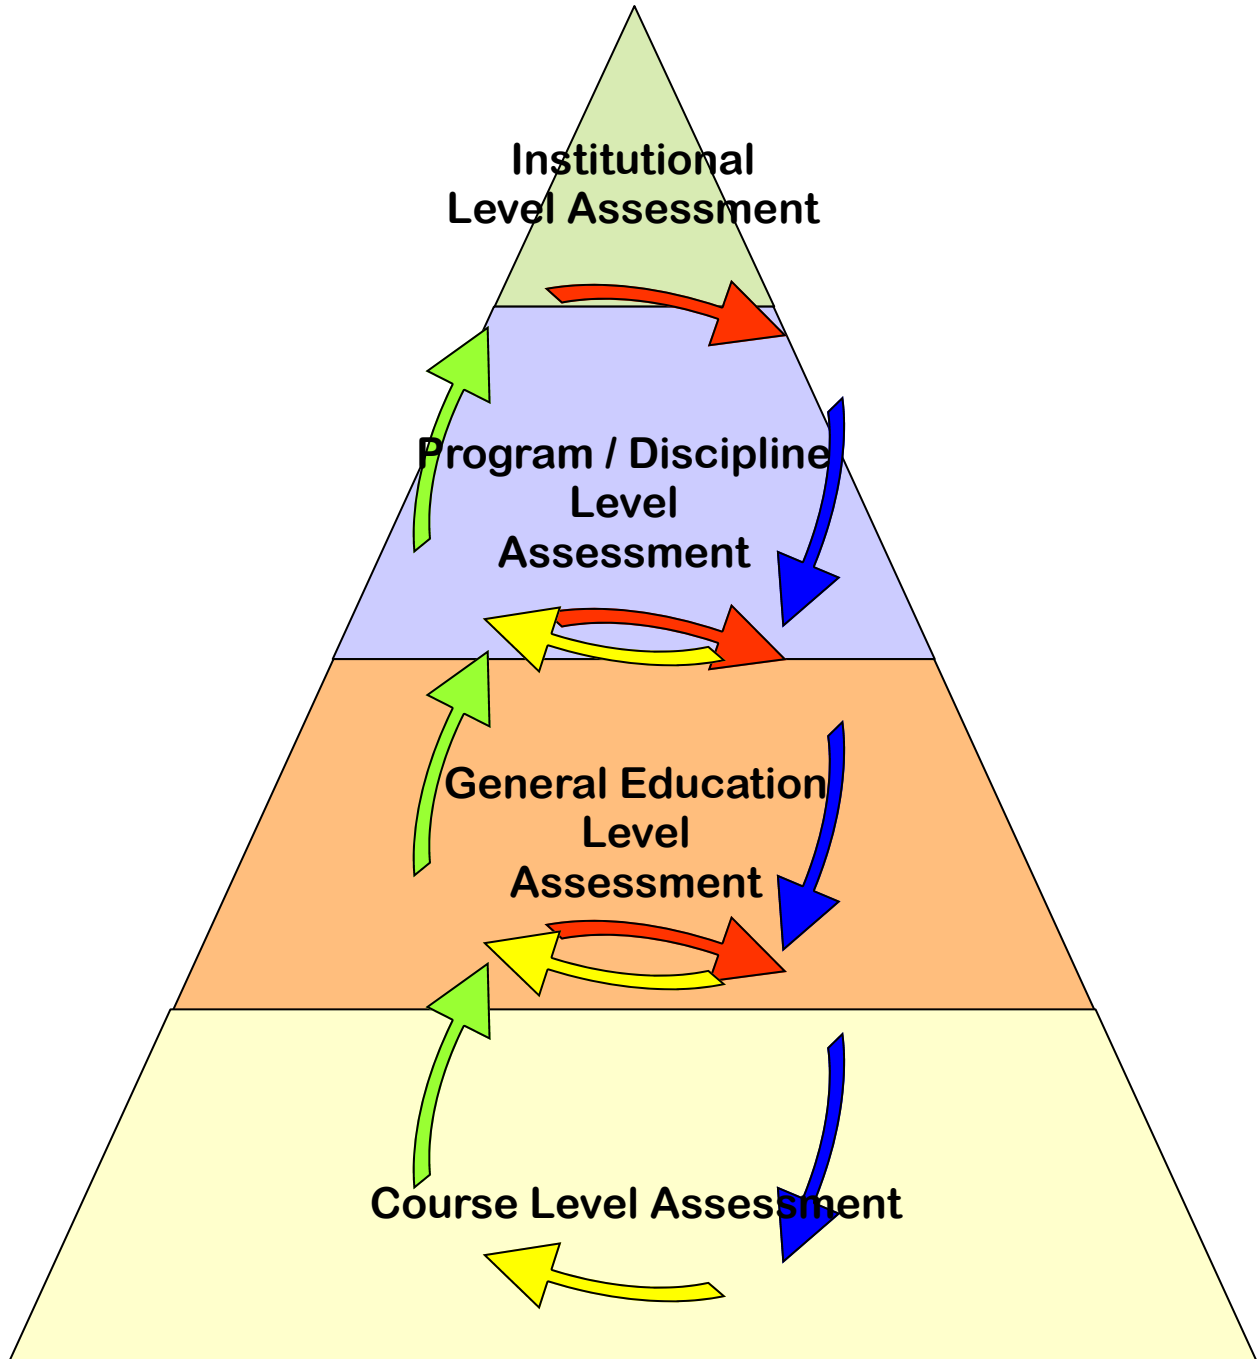 Institutional
Level Assessment
Program / Discipline
Level
Assessment
General Education
Level
Assessment
Course Level Assessment